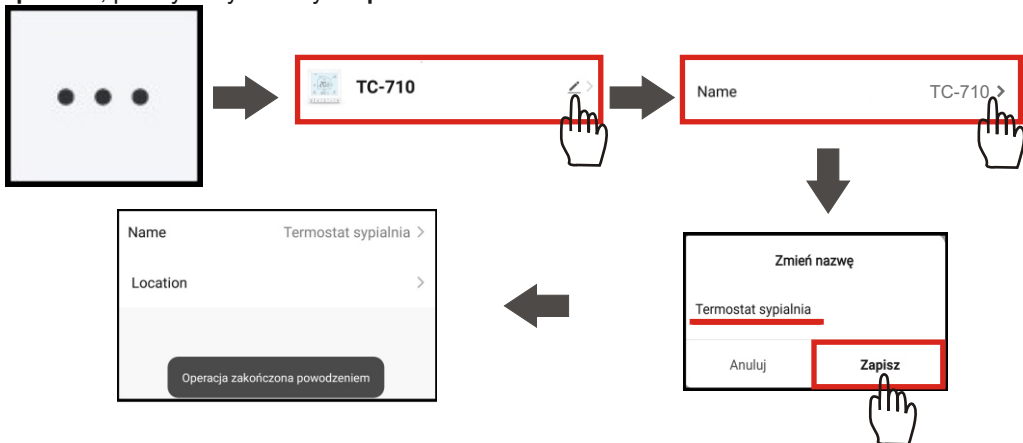 TC-710
Name TC-710
Zmień nazwę
Termostat sypialnia
Anuluj Zapisz
Name Termostat sypialnia
Location
Operacja zakończona powodzeniem